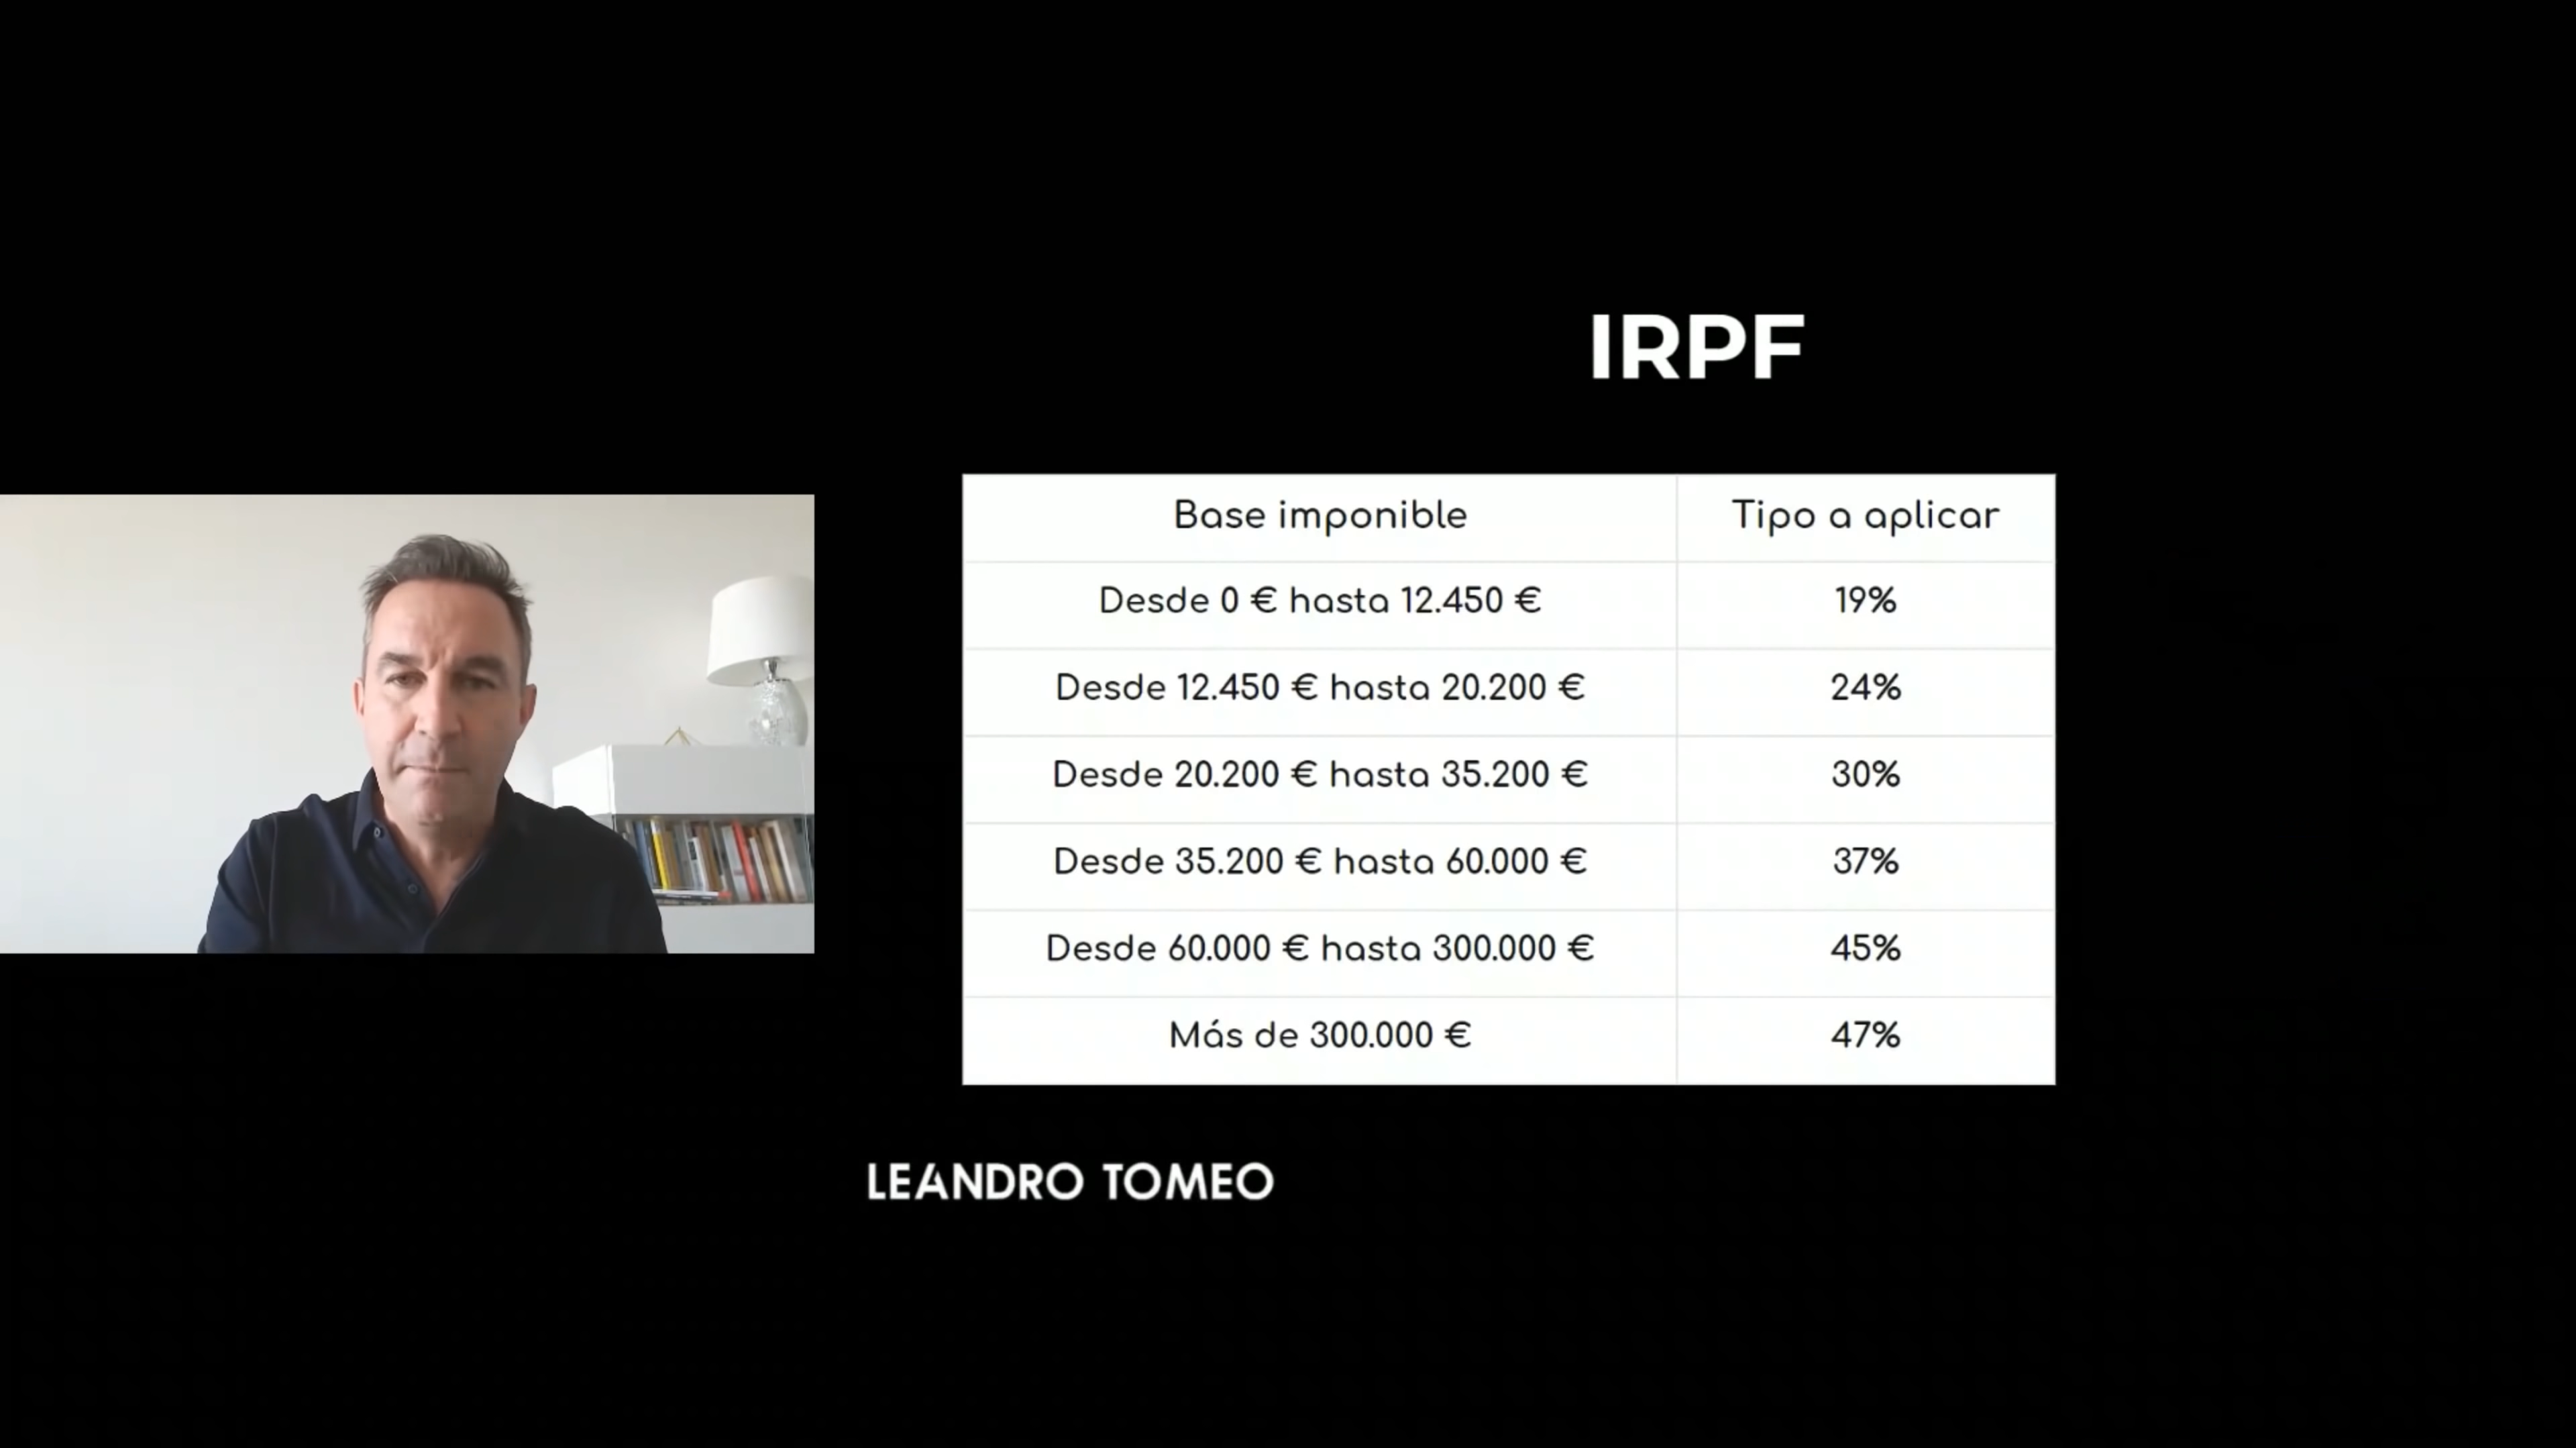 IRPF
Base imponible Tipo a aplicar
Desde 0 € hasta 12.450 € 19%
Desde 12.450 € hasta 20.200 € 24%
Desde 20.200 € hasta 35.200 € 30%
Desde 35.200 € hasta 60.000 € 37%
Desde 60.000 € hasta 300.000 € 45%
Más de 300.000 € 47%
LEANDRO TOMEO